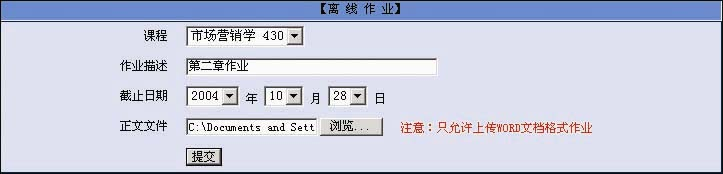 【离 线 作 业】
课程 市场营销学 430
作业描述 第二章作业
截止日期 2004 年 10 月 28 日
正文文件 C:\Documents and Sett 浏览... 注意：只允许上传WORD文档格式作业
提交